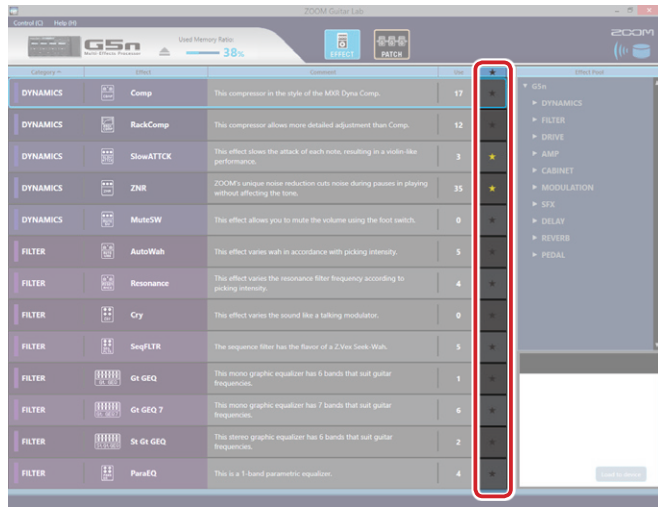 ZOOM Guitar Lab
Control (C) Help (H)
G5n
Multi-Effects Processor
Used Memory Ratio:
38%
EFFECT
PATCH
ZOOM
Category Effect Comment Use ★ Effect Pool
DYNAMICS Comp This compressor in the style of the MXR Dyna Comp. 17 ★
DYNAMICS RackComp This compressor allows more detailed adjustment than Comp. 12 ★
DYNAMICS SlowATTCK This effect slows the attack of each note, resulting in a violin-like
performance. 3 ★
DYNAMICS ZNR ZOOM's unique noise reduction cuts noise during pauses in playing
without affecting the tone. 35 ★
DYNAMICS MuteSW This effect allows you to mute the volume using the foot switch. 0 ★
FILTER AutoWah This effect varies wah in accordance with picking intensity. 5 ★
FILTER Resonance This effect varies the resonance filter frequency according to
picking intensity. 4 ★
FILTER Cry This effect varies the sound like a talking modulator. 0 ★
FILTER SeqFLTR The sequence filter has the flavor of a Z.Vex Seek-Wah. 5 ★
FILTER Gt GEQ This mono graphic equalizer has 6 bands that suit guitar
frequencies. 1 ★
FILTER Gt GEQ 7 This mono graphic equalizer has 7 bands that suit guitar
frequencies. 6 ★
FILTER St Gt GEQ This stereo graphic equalizer has 6 bands that suit guitar
frequencies. 2 ★
FILTER ParaEQ This is a 1-band parametric equalizer. 4 ★
▼ G5n
► DYNAMICS
► FILTER
► DRIVE
► AMP
► CABINET
► MODULATION
► SFX
► DELAY
► REVERB
► PEDAL
Load to device